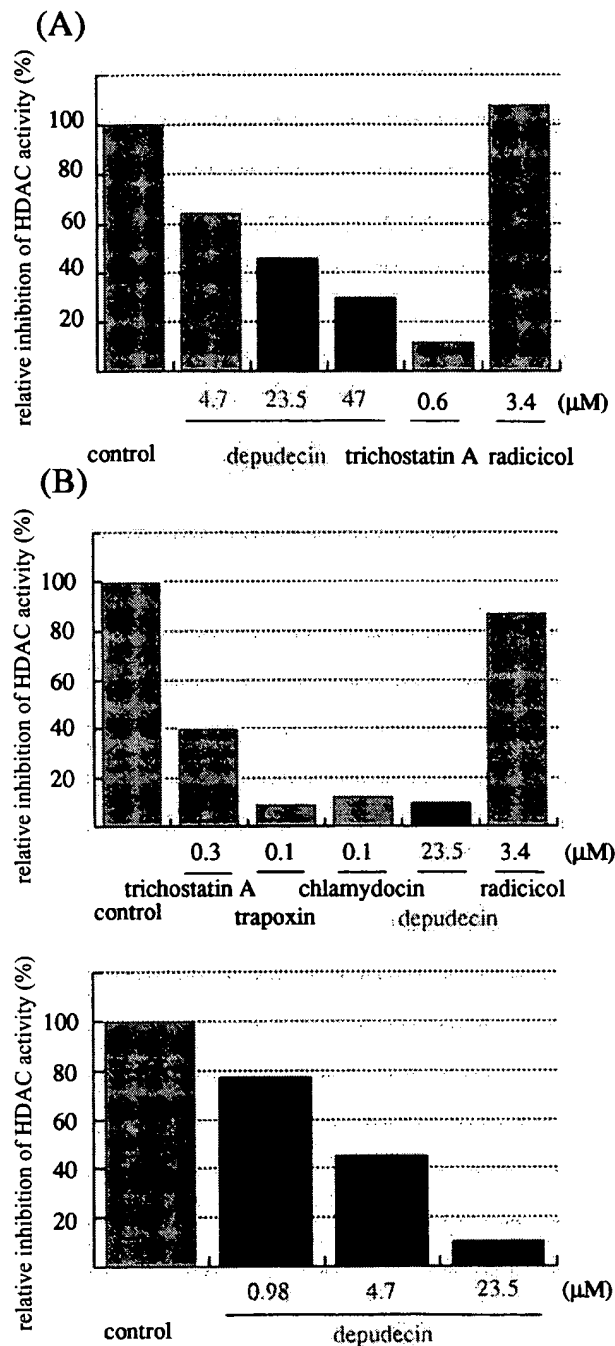 (A)
relative inhibition of HDAC activity (%)
100
80
60
40
20
4.7 23.5 47 0.6 3.4 (μM)
control depudecin trichostatin A radicicol
(B)
relative inhibition of HDAC activity (%)
100
80
60
40
20
0.3 0.1 0.1 23.5 3.4 (μM)
trichostatin A chlamydocin radicicol
control trapoxin depudecin
relative inhibition of HDAC activity (%)
100
80
60
40
20
0.98 4.7 23.5 (μM)
control depudecin